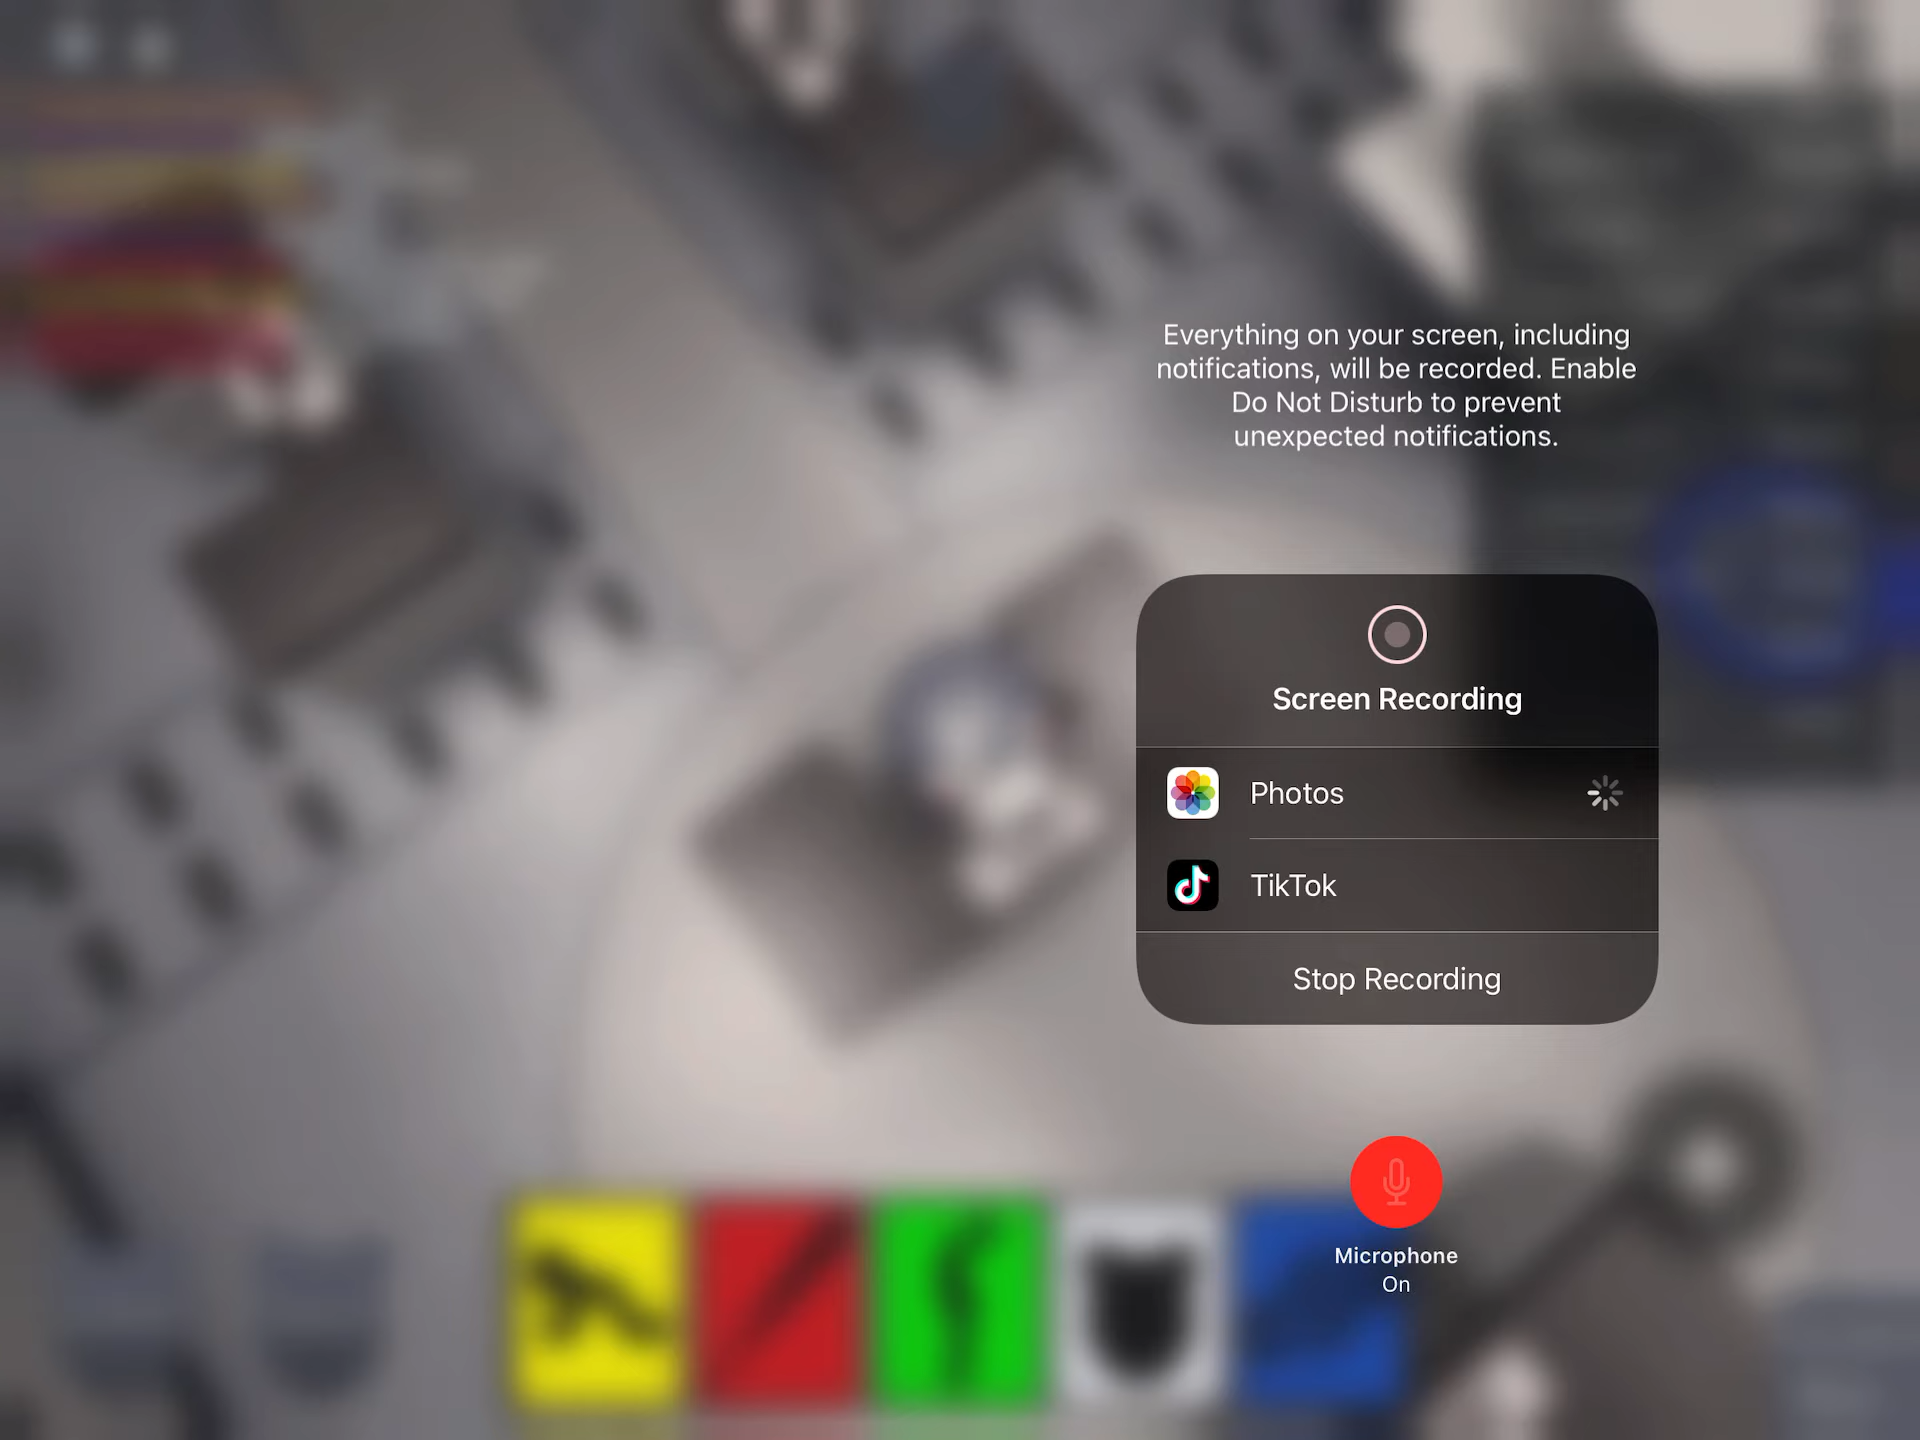 Everything on your screen, including
notifications, will be recorded. Enable
Do Not Disturb to prevent
unexpected notifications.
Screen Recording
Photos
TikTok
Stop Recording
Microphone
On